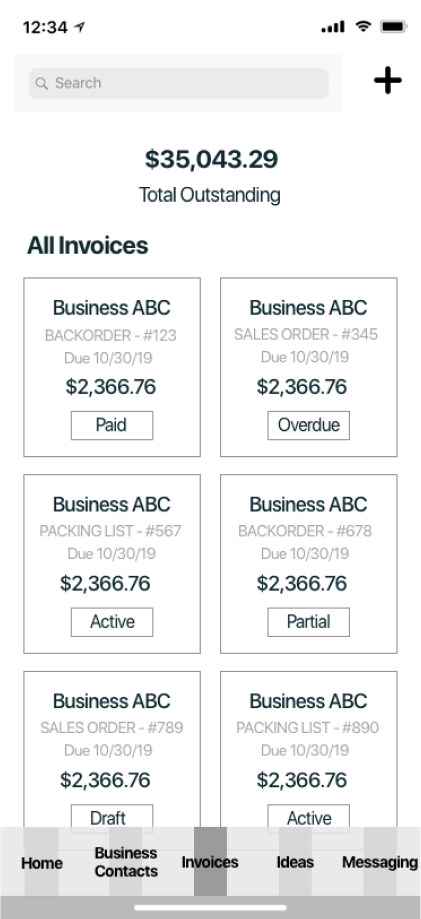 12:34
Search
$35,043.29
Total Outstanding
All Invoices
Business ABC
BACKORDER - #123
Due 10/30/19
$2,366.76
Paid
Business ABC
SALES ORDER - #345
Due 10/30/19
$2,366.76
Overdue
Business ABC
PACKING LIST - #567
Due 10/30/19
$2,366.76
Active
Business ABC
BACKORDER - #678
Due 10/30/19
$2,366.76
Partial
Business ABC
SALES ORDER - #789
Due 10/30/19
$2,366.76
Draft
Business ABC
PACKING LIST - #890
Due 10/30/19
$2,366.76
Active
Home
Business
Contacts
Invoices
Ideas
Messaging